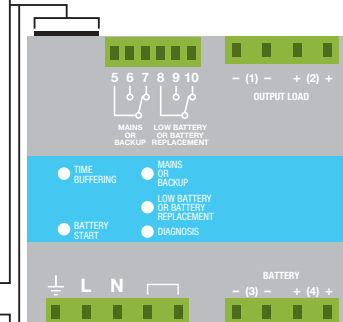 5 6 7 8 9 10
MAINS
OR
BACKUP
LOW BATTERY
OR BATTERY
REPLACEMENT
– (1) – + (2) +
OUTPUT LOAD
TIME
BUFFERING
MAINS
OR
BACKUP
LOW BATTERY
OR BATTERY
REPLACEMENT
BATTERY
START
DIAGNOSIS
L N
BATTERY
– (3) – + (4) +